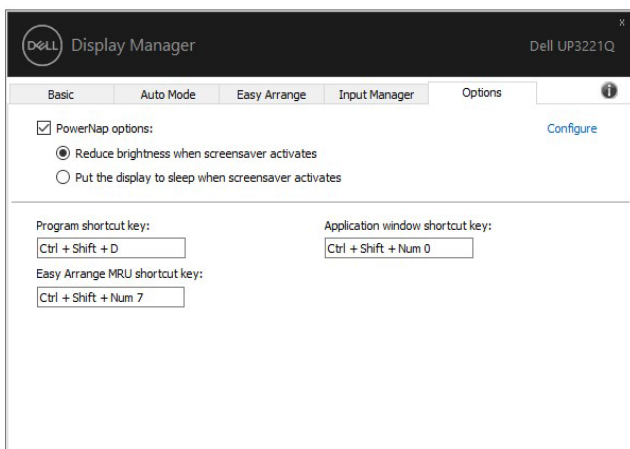 x
DELL Display Manager Dell UP3221Q
Basic Auto Mode Easy Arrange Input Manager Options i
PowerNap options: Configure
Reduce brightness when screensaver activates
Put the display to sleep when screensaver activates
Program shortcut key: Application window shortcut key:
Ctrl + Shift + D Ctrl + Shift + Num 0
Easy Arrange MRU shortcut key:
Ctrl + Shift + Num 7